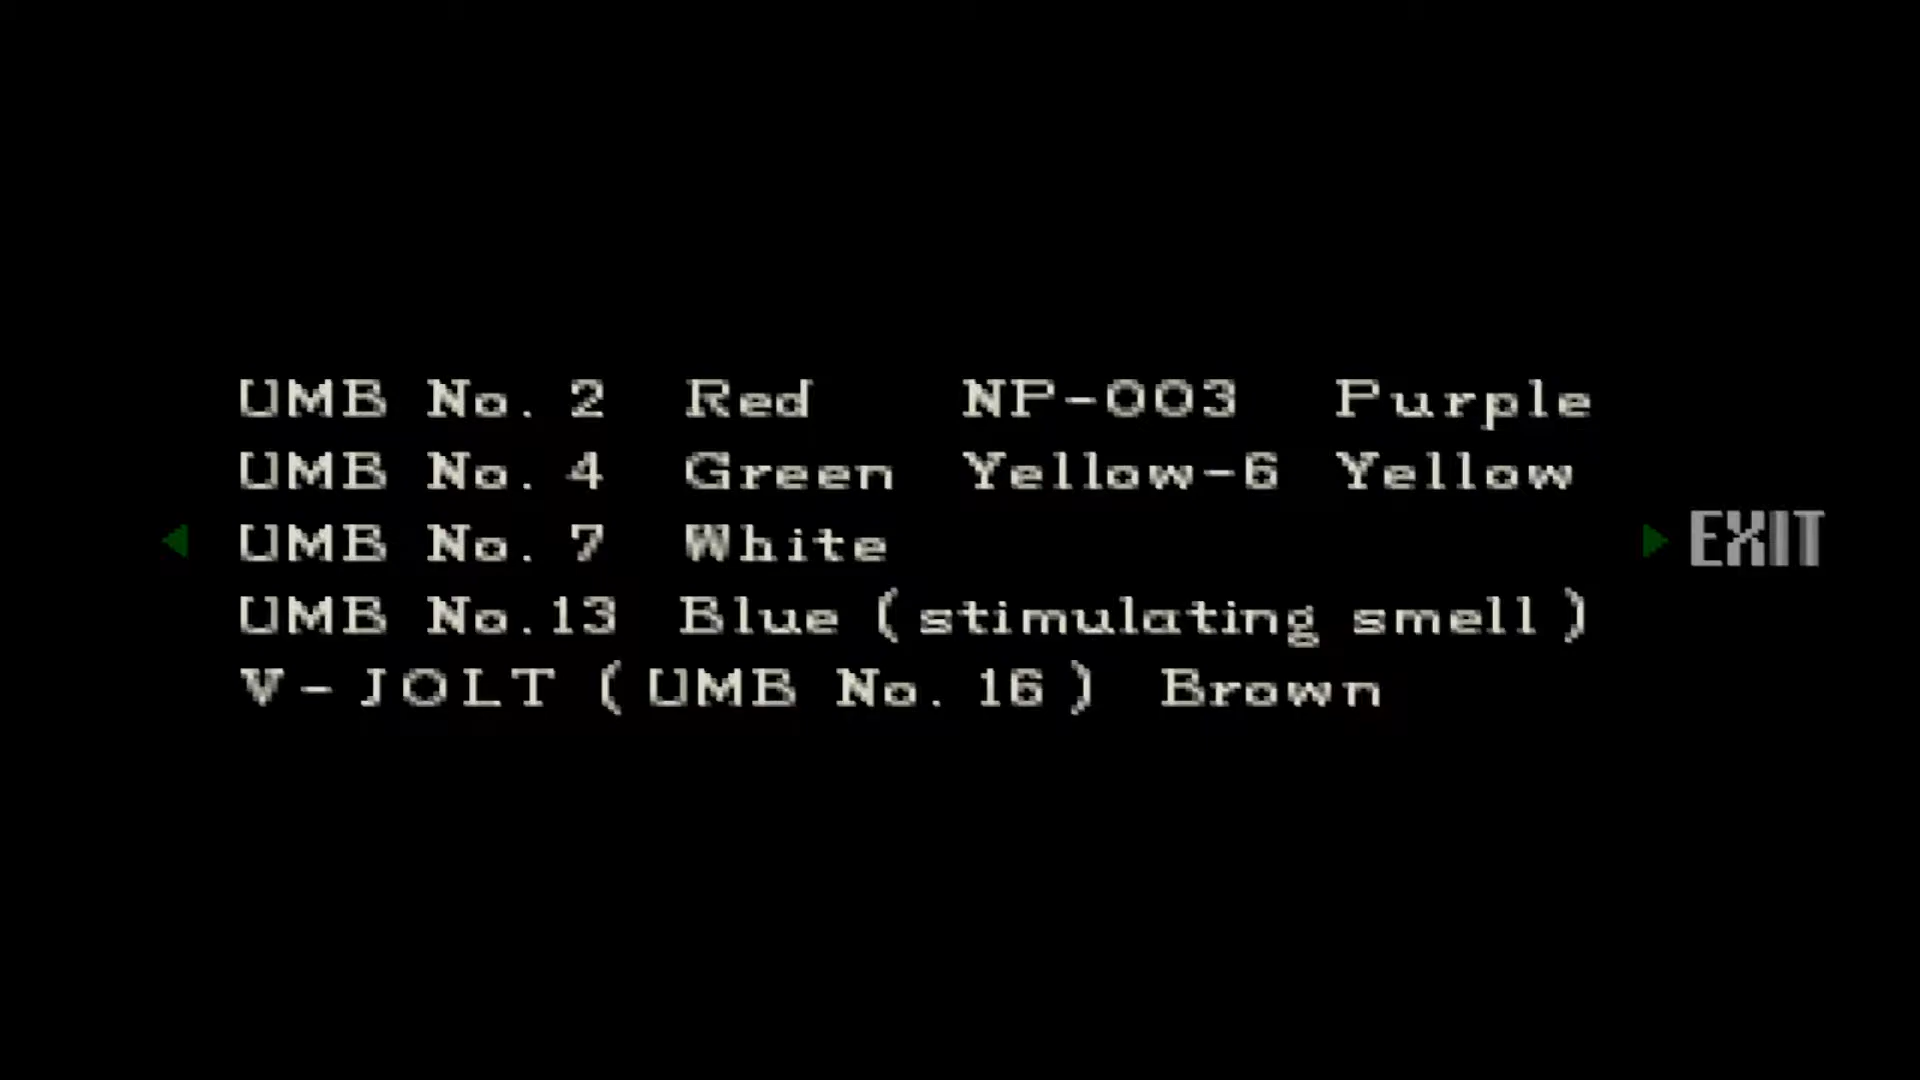 UMB No. 2 Red NP-003 Purple
UMB No. 4 Green Yellow-6 Yellow
UMB No. 7 White
EXIT
UMB No.13 Blue (stimulating smell)
V-JOLT (UMB No.16) Brown